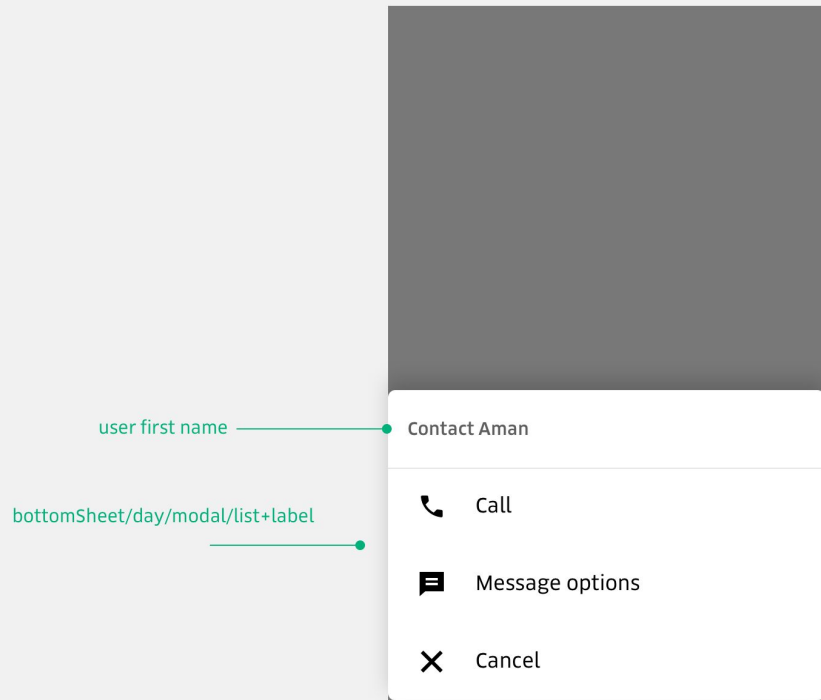 user first name
Contact Aman
bottomSheet/day/modal/list+label
Call
Message options
Cancel